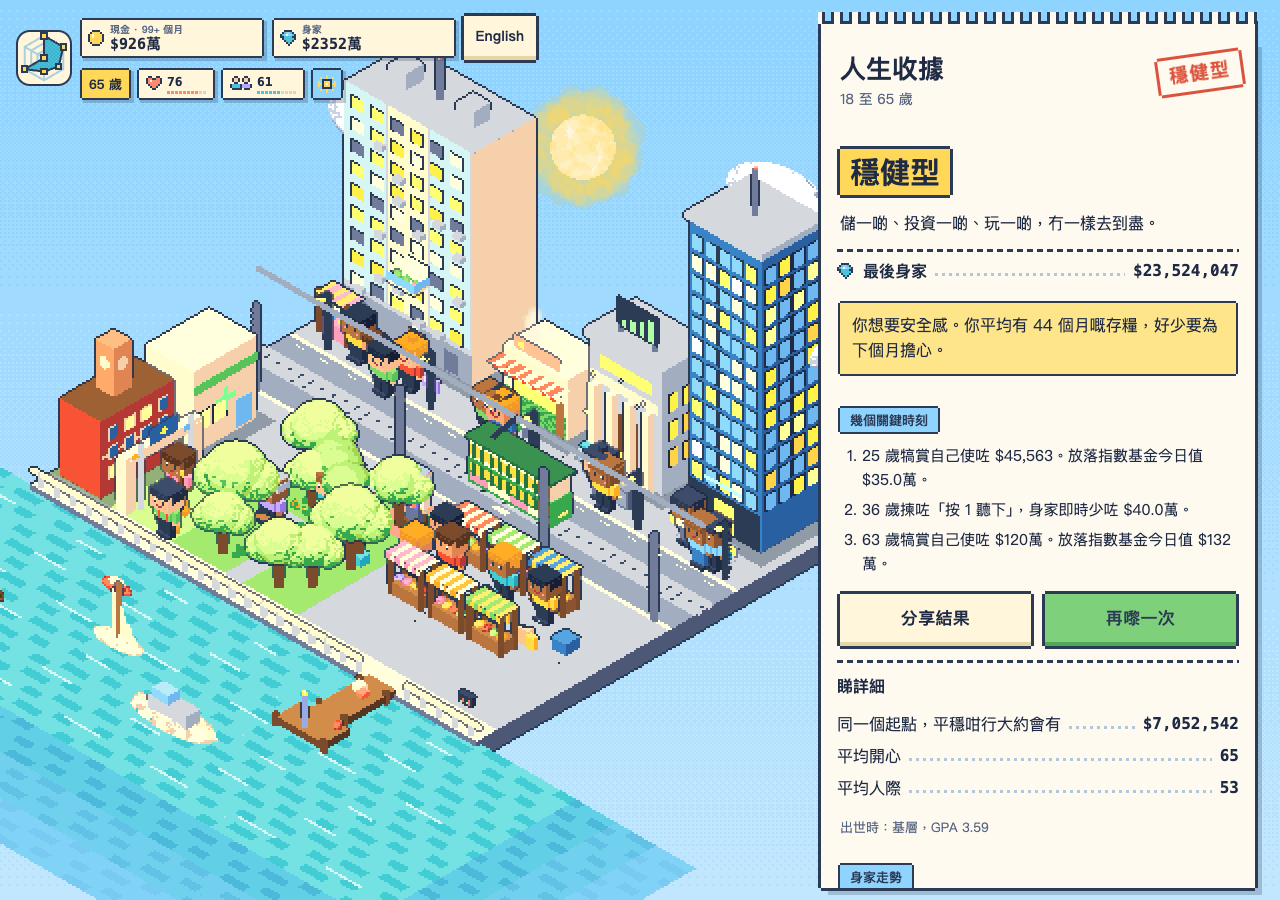 現金 · 99+ 個月
$926萬
身家
$2352萬
English
65 歲
76
61
人生收據
18 至 65 歲
穩健型
穩健型
儲一啲、投資一啲、玩一啲，冇一樣去到盡。
最後身家 $23,524,047
你想要安全感。你平均有 44 個月嘅存糧，好少要為
下個月擔心。
幾個關鍵時刻
1. 25 歲犒賞自己使咗 $45,563。放落指數基金今日值
$35.0萬。
2. 36 歲揀咗「按 1 聽下」，身家即時少咗 $40.0萬。
3. 63 歲犒賞自己使咗 $120萬。放落指數基金今日值 $132
萬。
分享結果
再嚟一次
睇詳細
同一個起點，平穩咁行大約會有 $7,052,542
平均開心 65
平均人際 53
出世時：基層，GPA 3.59
身家走勢